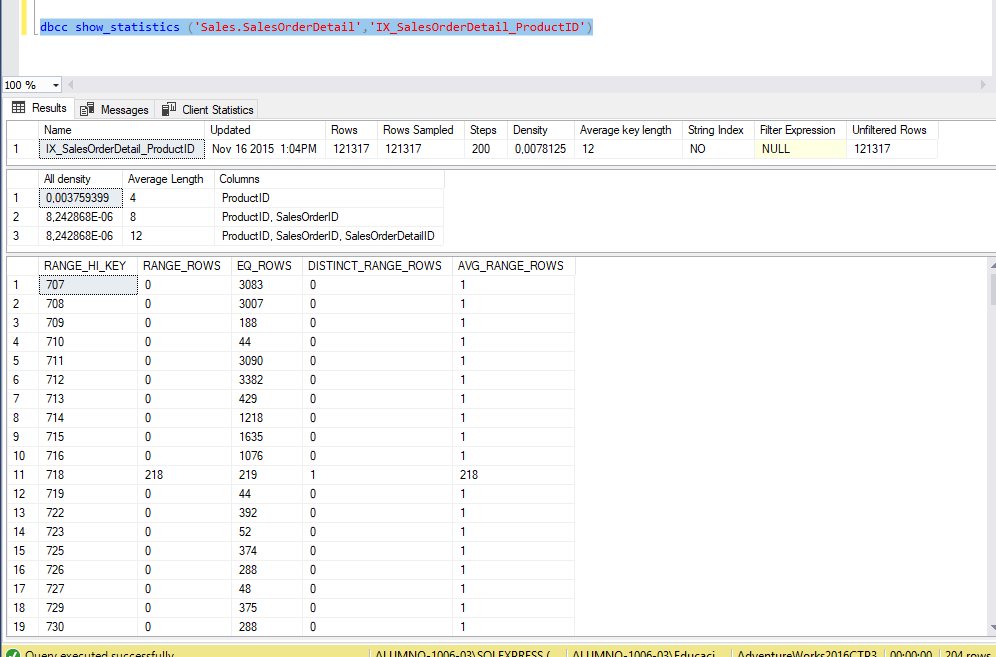 dbcc show_statistics ('Sales.SalesOrderDetail','IX_SalesOrderDetail_ProductID')
100 %
Results Messages Client Statistics
Name Updated Rows Rows Sampled Steps Density Average key length String Index Filter Expression Unfiltered Rows
1 IX_SalesOrderDetail_ProductID Nov 16 2015 1:04PM 121317 121317 200 0,0078125 12 NO NULL 121317
All density Average Length Columns
1 0,003759399 4 ProductID
2 8,242868E-06 8 ProductID, SalesOrderID
3 8,242868E-06 12 ProductID, SalesOrderID, SalesOrderDetailID
RANGE_HI_KEY RANGE_ROWS EQ_ROWS DISTINCT_RANGE_ROWS AVG_RANGE_ROWS
1 707 0 3083 0 1
2 708 0 3007 0 1
3 709 0 188 0 1
4 710 0 44 0 1
5 711 0 3090 0 1
6 712 0 3382 0 1
7 713 0 429 0 1
8 714 0 1218 0 1
9 715 0 1635 0 1
10 716 0 1076 0 1
11 718 218 219 1 218
12 719 0 44 0 1
13 722 0 392 0 1
14 723 0 52 0 1
15 725 0 374 0 1
16 726 0 288 0 1
17 727 0 48 0 1
18 729 0 375 0 1
19 730 0 288 0 1
Query executed successfully. ALUMNO-1006-03\SQLEXPRESS (... ALUMNO-1006-03\Educaci... AdventureWorks2016CTP3 00:00:00 204 rows